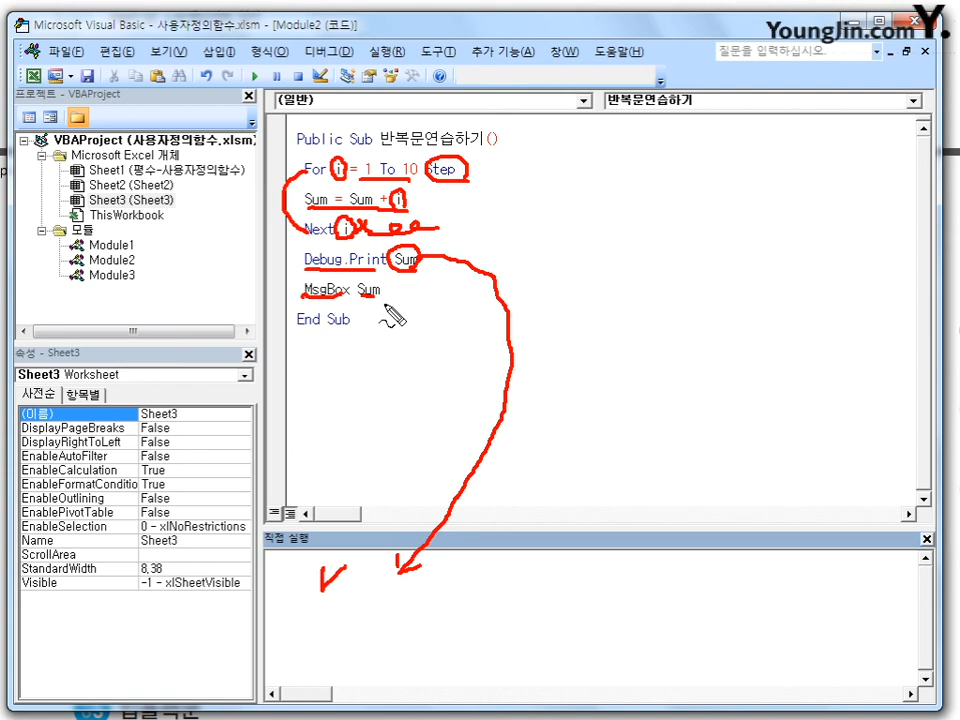 Microsoft Visual Basic - 사용자정의함수.xlsm - [Module2 (코드)]
Younglin.com Y.
파일(F) 편집(E) 보기(V) 삽입(I) 형식(O) 디버그(D) 실행(R) 도구(T) 추가 기능(A) 창(W) 도움말(H)
질문을 입력하십시오.
프로젝트 - VBAProject
VBAProject (사용자정의함수.xlsm)
Microsoft Excel 개체
Sheet1 (평수-사용자정의함수)
Sheet2 (Sheet2)
Sheet3 (Sheet3)
ThisWorkbook
모듈
Module1
Module2
Module3
속성 - Sheet3
Sheet3 Worksheet
사전순 항목별
(이름) Sheet3
DisplayPageBreaks False
DisplayRightToLeft False
EnableAutoFilter False
EnableCalculation True
EnableFormatConditio True
EnableOutlining False
EnablePivotTable False
EnableSelection 0 - xlNoRestrictions
Name Sheet3
ScrollArea
StandardWidth 8,38
Visible -1 - xlSheetVisible
(일반) 반복문연습하기
Public Sub 반복문연습하기()
For i = 1 To 10 Step
Sum = Sum + i
Next i
Debug.Print Sum
MsgBox Sum
End Sub
직접 실행